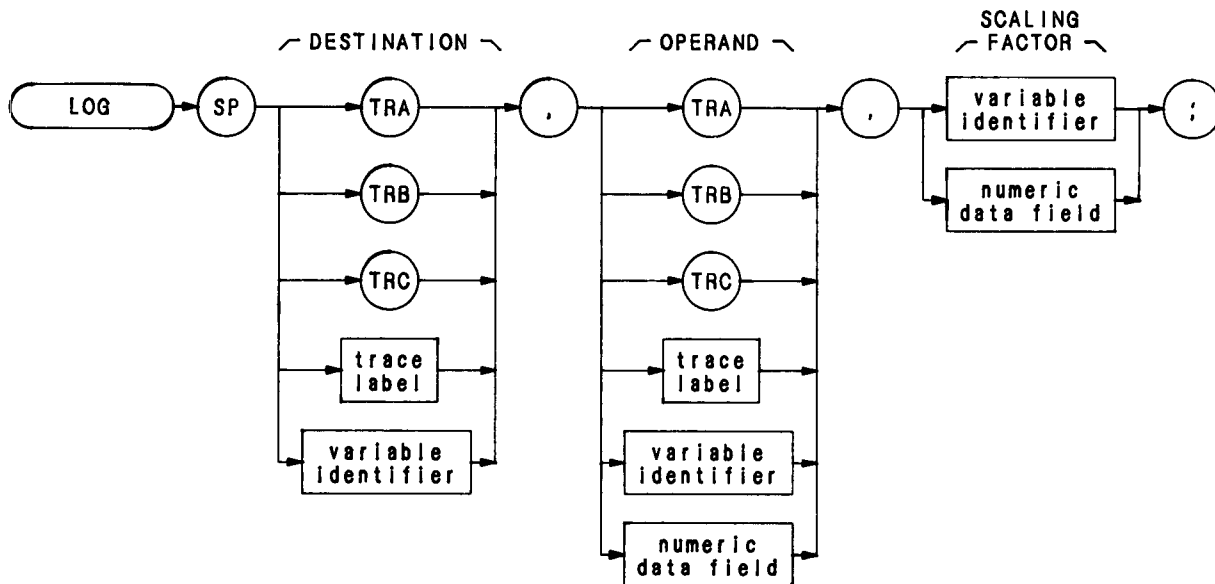 DESTINATION
OPERAND
SCALING
FACTOR
LOG
SP
TRA
,
TRA
,
variable
identifier
;
TRB
TRB
numeric
data field
TRC
TRC
trace
label
trace
label
variable
identifier
variable
identifier
numeric
data field